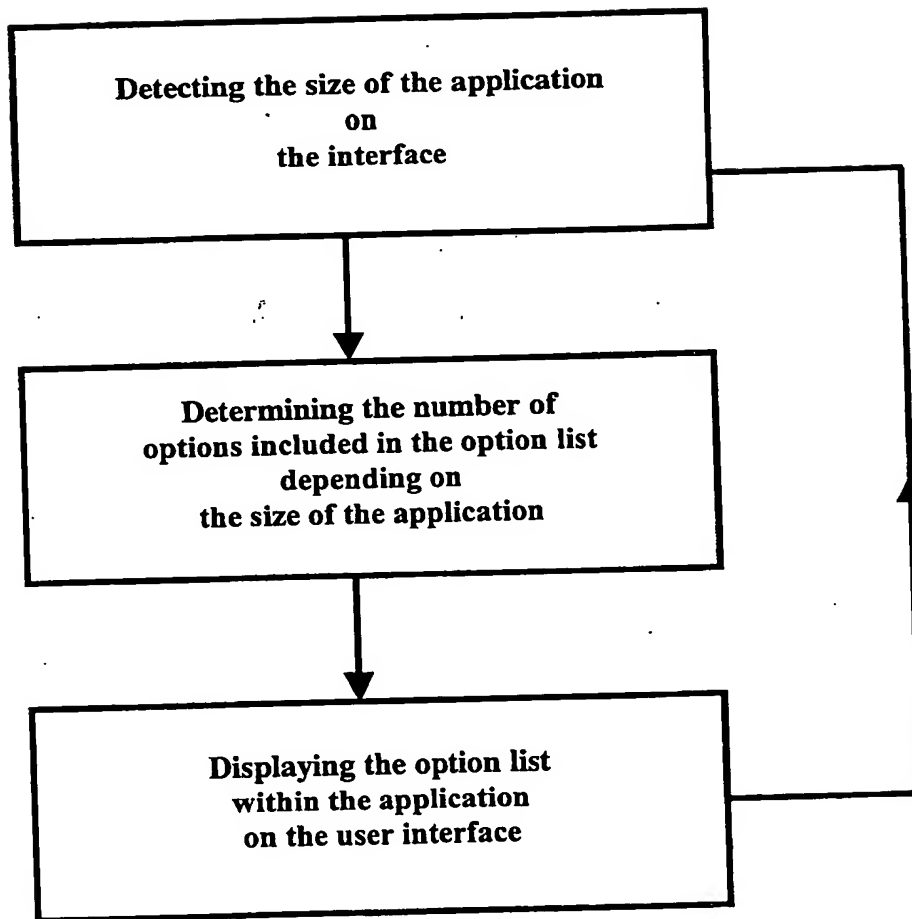 Detecting the size of the application
on
the interface
Determining the number of
options included in the option list
depending on
the size of the application
Displaying the option list
within the application
on the user interface